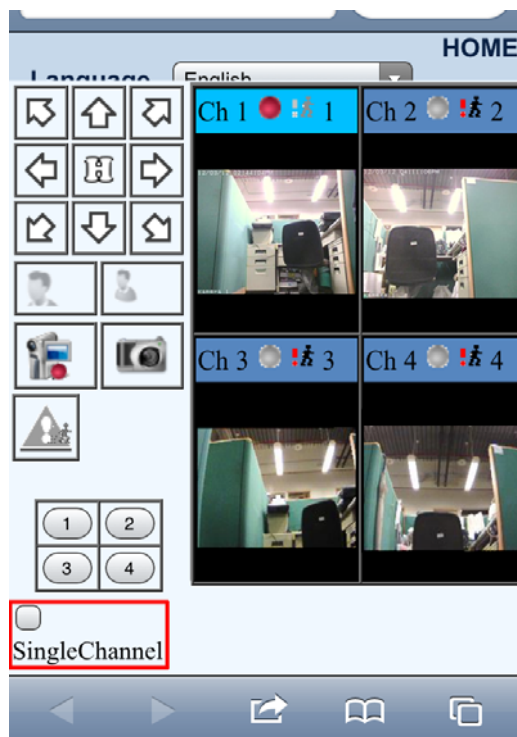 HOME
Language English
Ch 1 1 Ch 2 2
H
Ch 3 3 Ch 4 4
1 2
3 4
SingleChannel